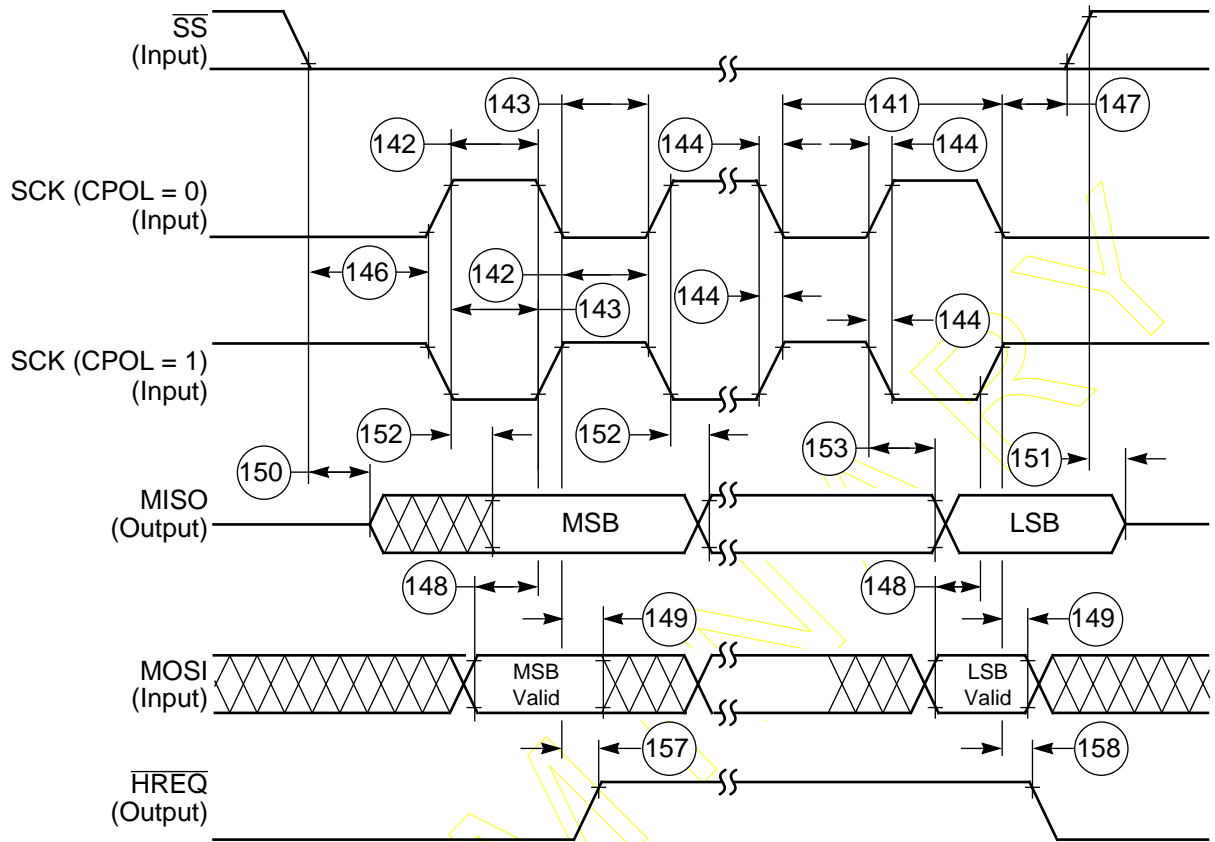 SS
(Input)
143
141
147
142
144
144
SCK (CPOL = 0)
(Input)
146
142
144
143
144
SCK (CPOL = 1)
(Input)
152
152
153
150
151
MISO
(Output)
MSB
LSB
148
148
149
149
MOSI
(Input)
MSB
Valid
LSB
Valid
157
158
HREQ
(Output)